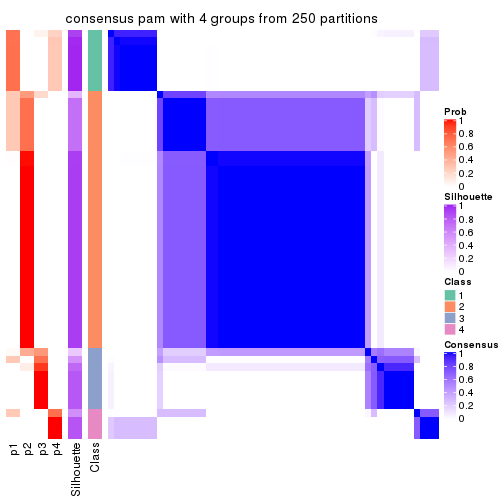 consensus pam with 4 groups from 250 partitions
Prob
1
0.8
0.6
0.4
0.2
0
Silhouette
1
0.8
0.6
0.4
0.2
0
Class
1
2
3
4
Consensus
1
0.8
0.6
0.4
0.2
0
p1
p2
p3
p4
Silhouette
Class